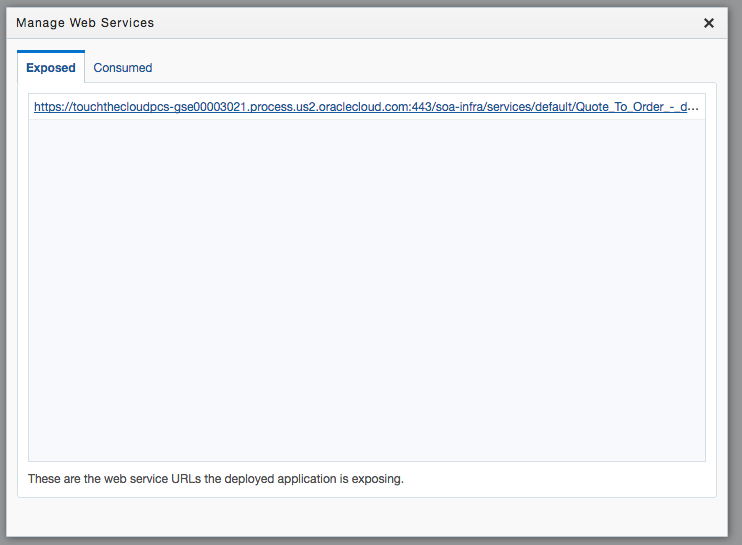 Manage Web Services
Exposed Consumed
https://touchthecloudpcs-gse00003021.process.us2.oraclecloud.com:443/soa-infra/services/default/Quote_To_Order_-_d...
These are the web service URLs the deployed application is exposing.